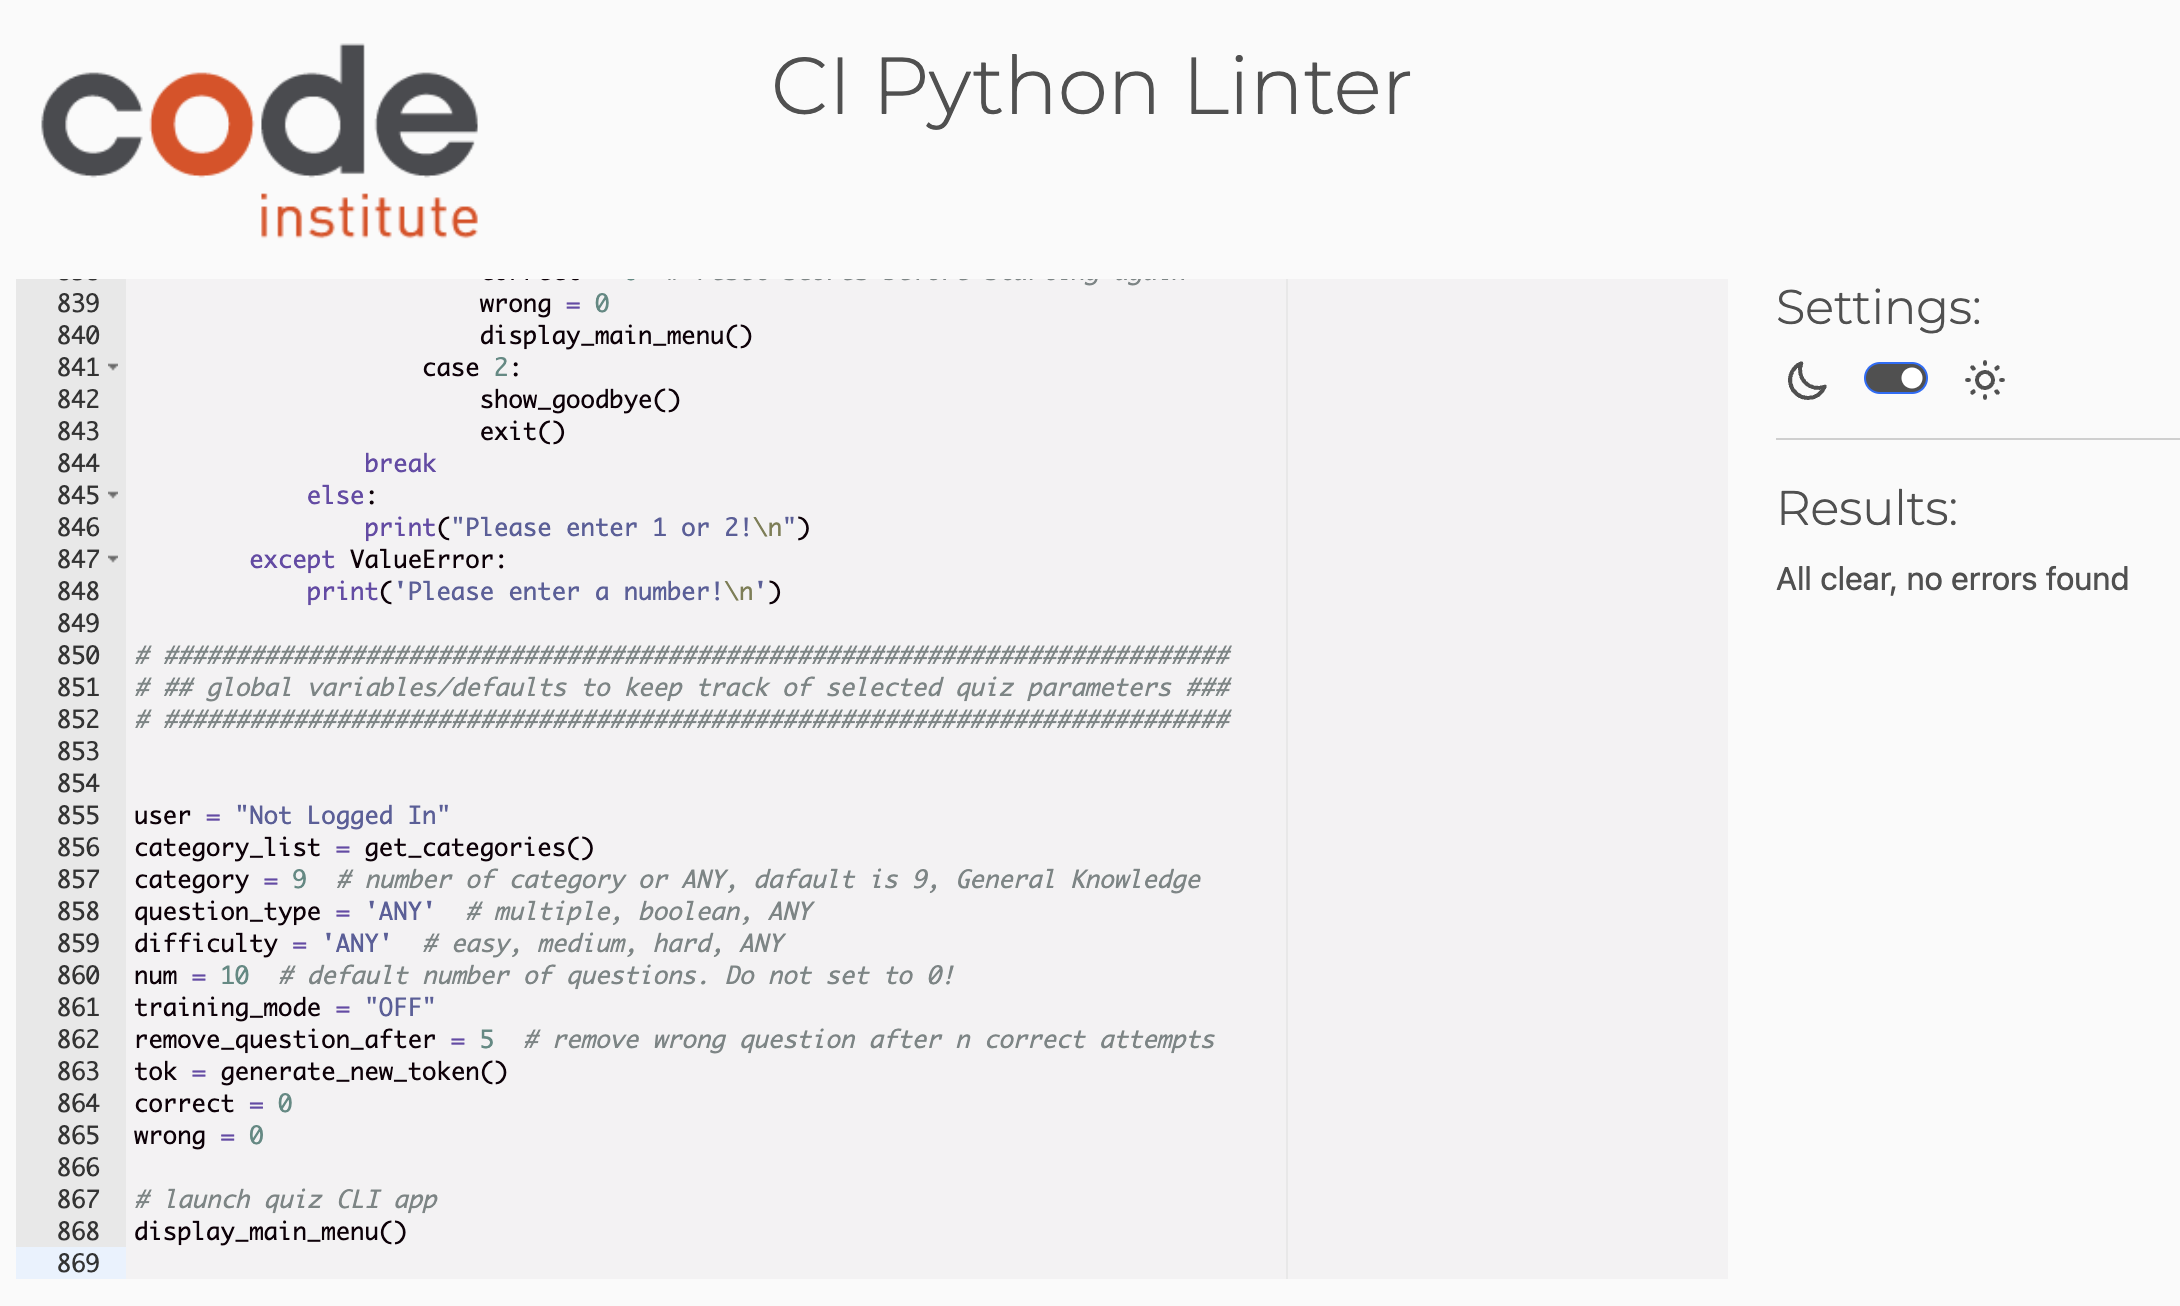 code
institute
CI Python Linter
839 wrong = 0
840 display_main_menu()
841 case 2:
842 show_goodbye()
843 exit()
844 break
845 else:
846 print("Please enter 1 or 2!\n")
847 except ValueError:
848 print('Please enter a number!\n')
849
850 # ##########################################################################
851 # ## global variables/defaults to keep track of selected quiz parameters ###
852 # ##########################################################################
853
854
855 user = "Not Logged In"
856 category_list = get_categories()
857 category = 9  # number of category or ANY, dafault is 9, General Knowledge
858 question_type = 'ANY'  # multiple, boolean, ANY
859 difficulty = 'ANY'  # easy, medium, hard, ANY
860 num = 10  # default number of questions. Do not set to 0!
861 training_mode = "OFF"
862 remove_question_after = 5  # remove wrong question after n correct attempts
863 tok = generate_new_token()
864 correct = 0
865 wrong = 0
866
867 # launch quiz CLI app
868 display_main_menu()
869
Settings:
Results:
All clear, no errors found